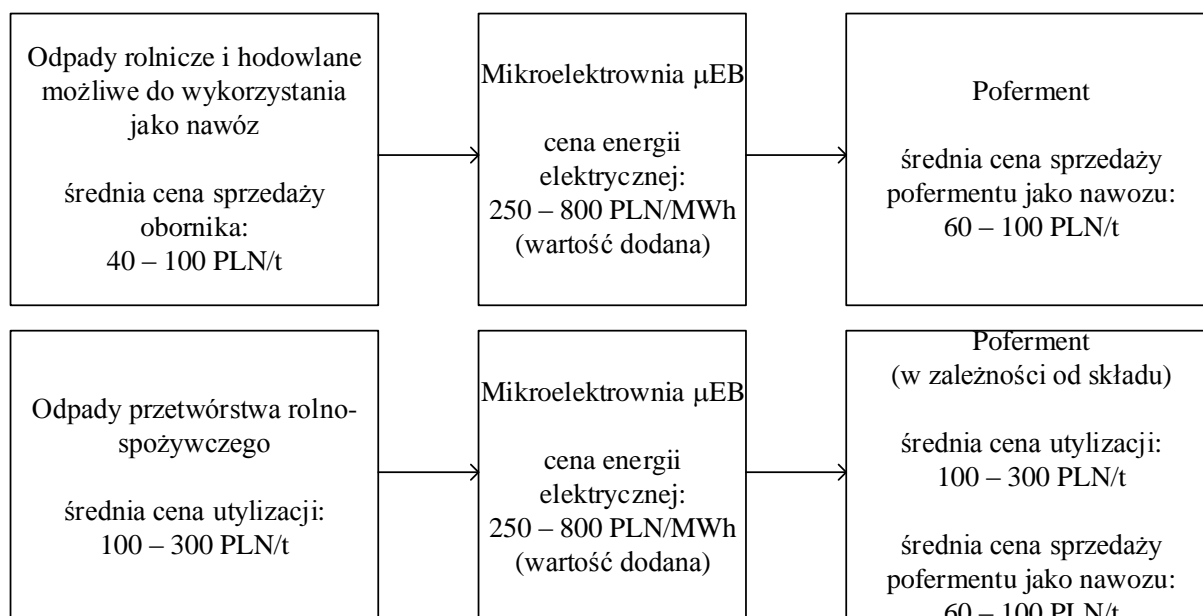 Odpady rolnicze i hodowlane
możliwe do wykorzystania
jako nawóz
średnia cena sprzedaży
obornika:
40 – 100 PLN/t
Mikroelektrownia μEB
cena energii
elektrycznej:
250 – 800 PLN/MWh
(wartość dodana)
Poferment
średnia cena sprzedaży
pofermentu jako nawozu:
60 – 100 PLN/t
Odpady przetwórstwa rolno-
spożywczego
średnia cena utylizacji:
100 – 300 PLN/t
Mikroelektrownia μEB
cena energii
elektrycznej:
250 – 800 PLN/MWh
(wartość dodana)
Poferment
(w zależności od składu)
średnia cena utylizacji:
100 – 300 PLN/t
średnia cena sprzedaży
pofermentu jako nawozu:
60 – 100 PLN/t